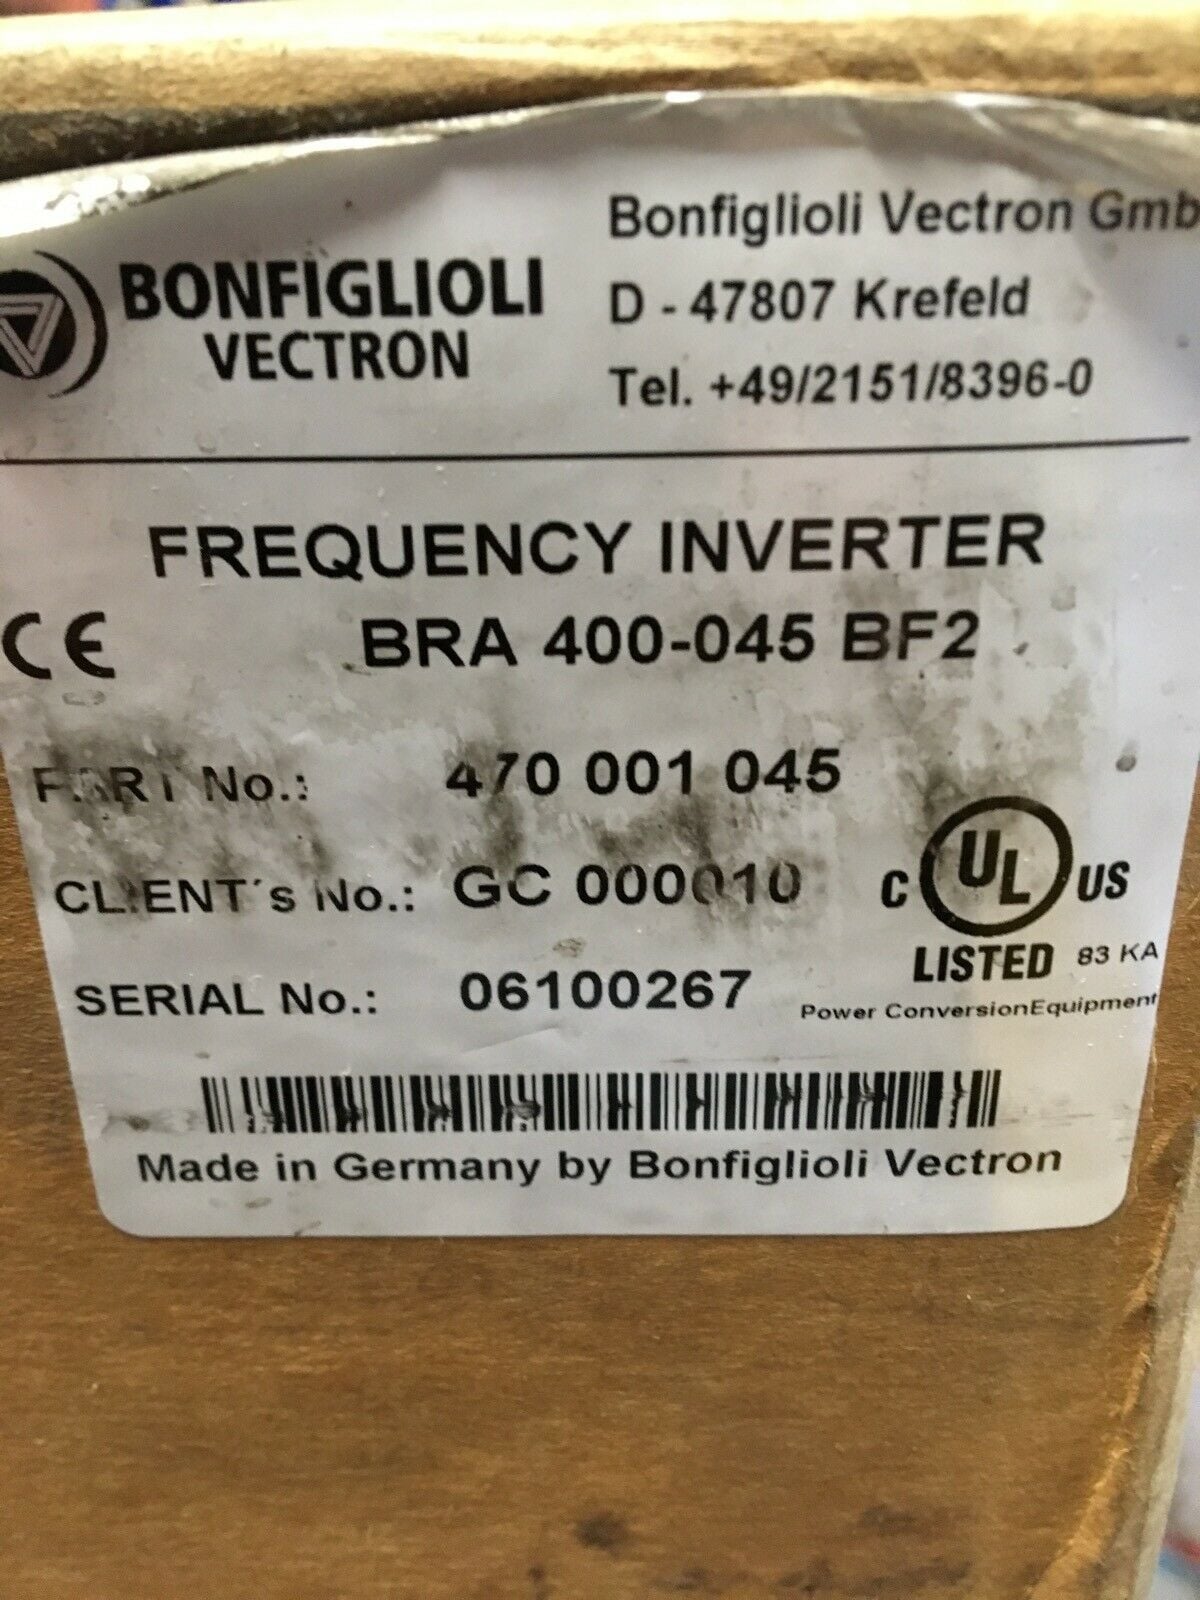 BONFIGLIOLI
VECTRON
Bonfiglioli Vectron Gmb
D - 47807 Krefeld
Tel. +49/2151/8396-0
FREQUENCY INVERTER
CE
BRA 400-045 BF2
PART No.: 470 001 045
CLIENT´s No.: GC 000010
SERIAL No.: 06100267
C UL US
LISTED 83 KA
Power ConversionEquipment
Made in Germany by Bonfiglioli Vectron